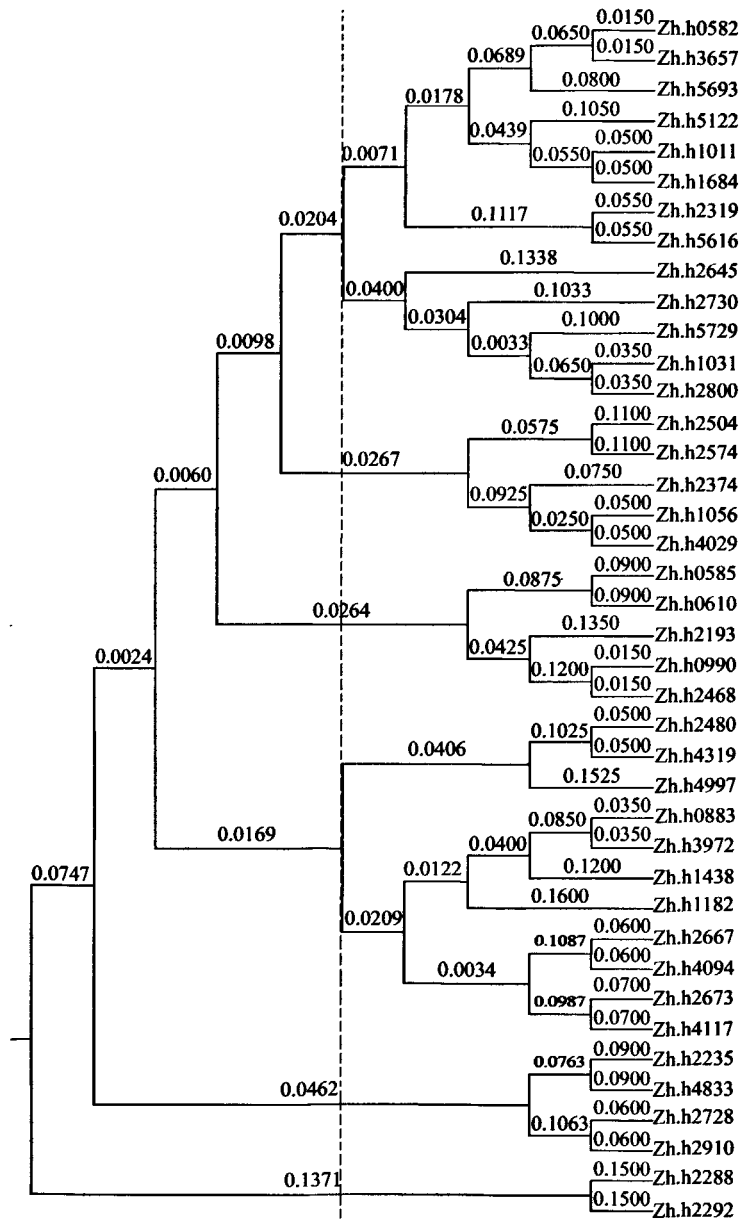 0.0150
0.0650 Zh.h0582
0.0150
0.0689 Zh.h3657
0.0800
0.0178 Zh.h5693
0.1050
Zh.h5122
0.0439 0.0500
0.0071 0.0550 Zh.h1011
0.0500
Zh.h1684
0.0550
0.0204 0.1117 Zh.h2319
0.0550
Zh.h5616
0.1338
0.0400 Zh.h2645
0.1033
0.0304 Zh.h2730
0.1000
0.0098 0.0033 Zh.h5729
0.0350
0.0650 Zh.h1031
0.0350
Zh.h2800
0.1100
0.0575 Zh.h2504
0.1100
0.0267 Zh.h2574
0.0060 0.0750
Zh.h2374
0.0925 0.0500
0.0250 Zh.h1056
0.0500
Zh.h4029
0.0900
0.0875 Zh.h0585
0.0900
0.0264 Zh.h0610
0.1350
Zh.h2193
0.0024 0.0425 0.0150
0.1200 Zh.h0990
0.0150
Zh.h2468
0.0500
0.1025 Zh.h2480
0.0500
0.0406 Zh.h4319
0.1525
Zh.h4997
0.0350
0.0169 0.0850 Zh.h0883
0.0350
0.0400 Zh.h3972
0.1200
0.0747 0.0122 Zh.h1438
0.1600
Zh.h1182
0.0209 0.0600
0.1087 Zh.h2667
0.0600
0.0034 Zh.h4094
0.0700
0.0987 Zh.h2673
0.0700
Zh.h4117
0.0900
0.0763 Zh.h2235
0.0900
0.0462 Zh.h4833
0.0600
0.1063 Zh.h2728
0.0600
Zh.h2910
0.1500
0.1371 Zh.h2288
0.1500
Zh.h2292